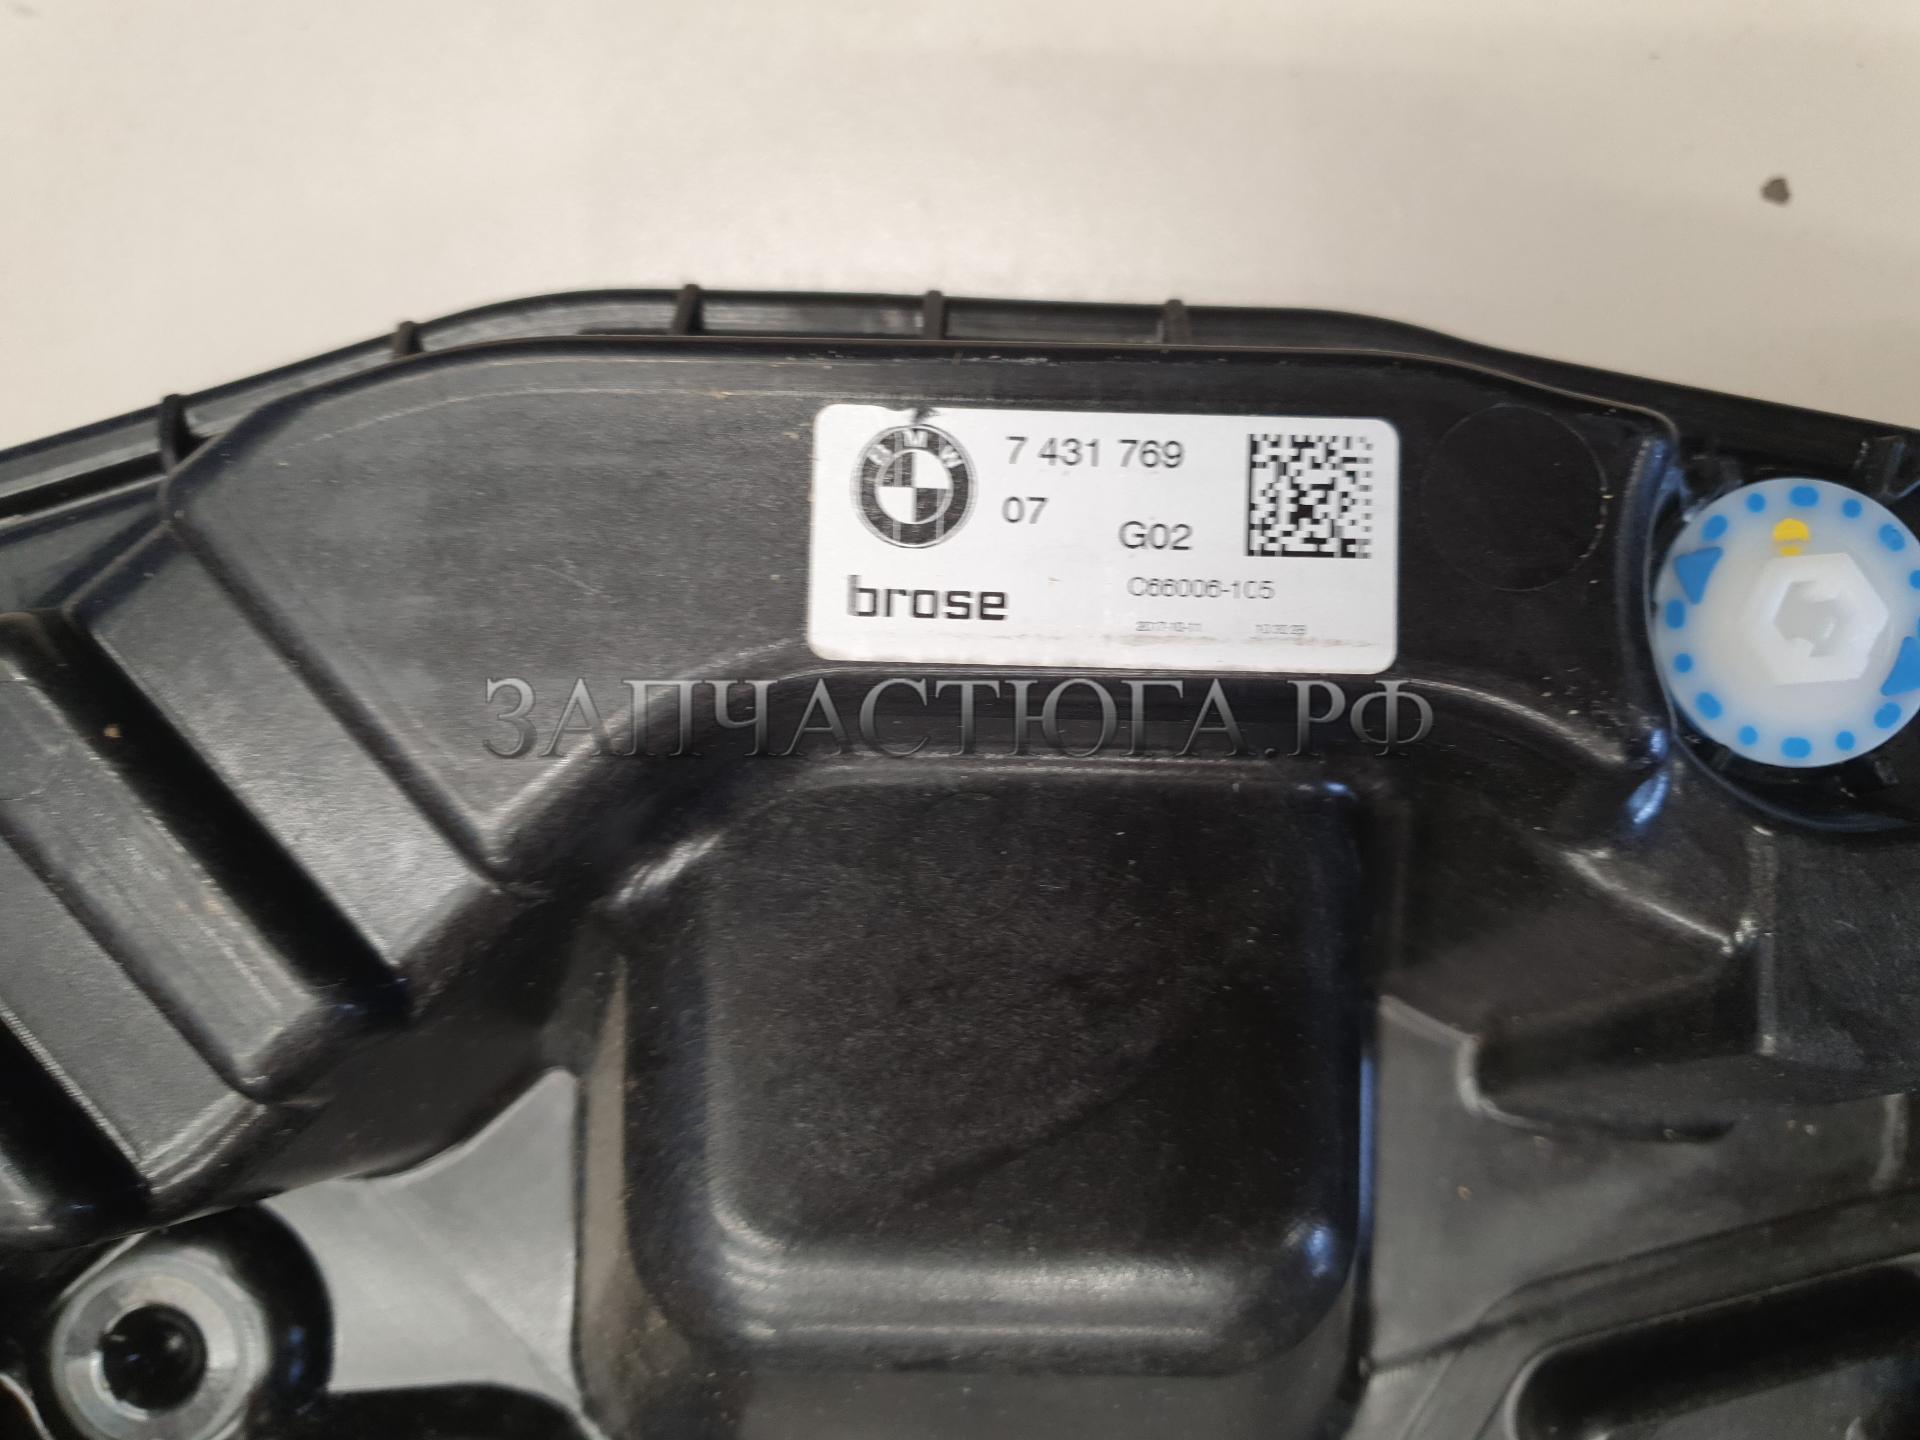 BMW
7 431 769
07
G02
brose
C66006-105
ЗАПЧАСТЮГА.РФ